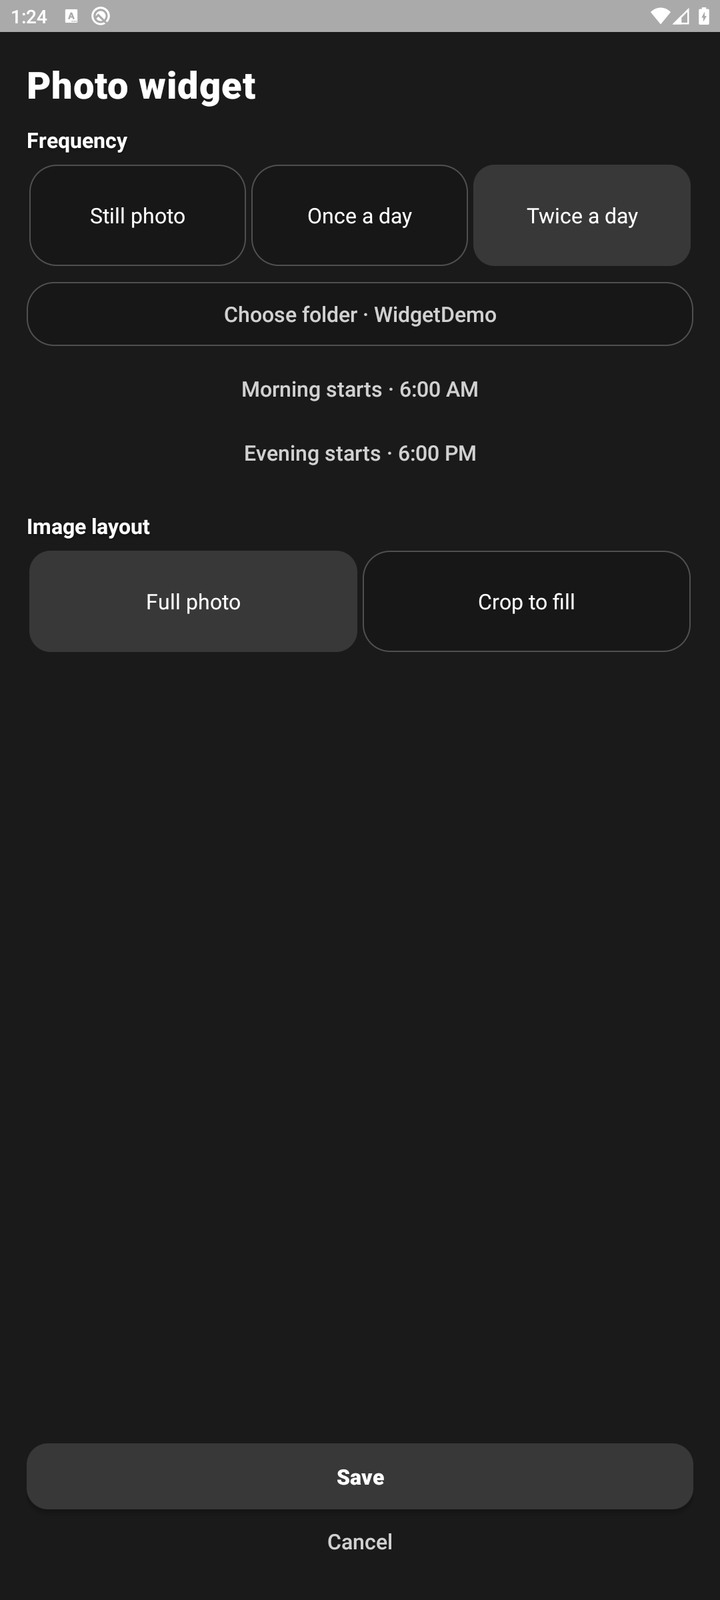 1:24
Photo widget
Frequency
Still photo
Once a day
Twice a day
Choose folder · WidgetDemo
Morning starts · 6:00 AM
Evening starts · 6:00 PM
Image layout
Full photo
Crop to fill
Save
Cancel